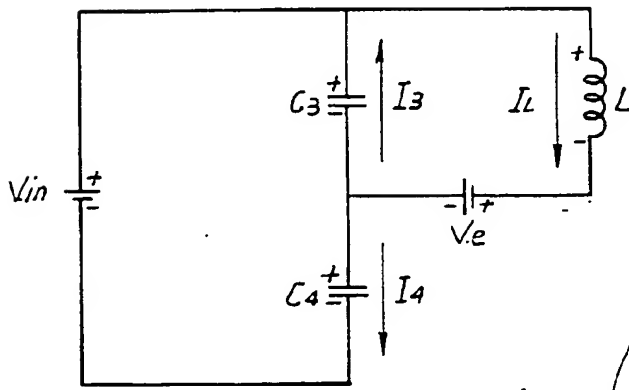 +
+
C3
+
-
I3
IL
L
-
Vin
+
-
-
+
Ve
C4
+
-
I4